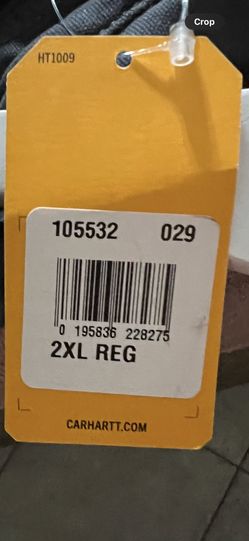 Crop
HT1009
105532 029
0 195836 228275
2XL REG
CARHARTT.COM